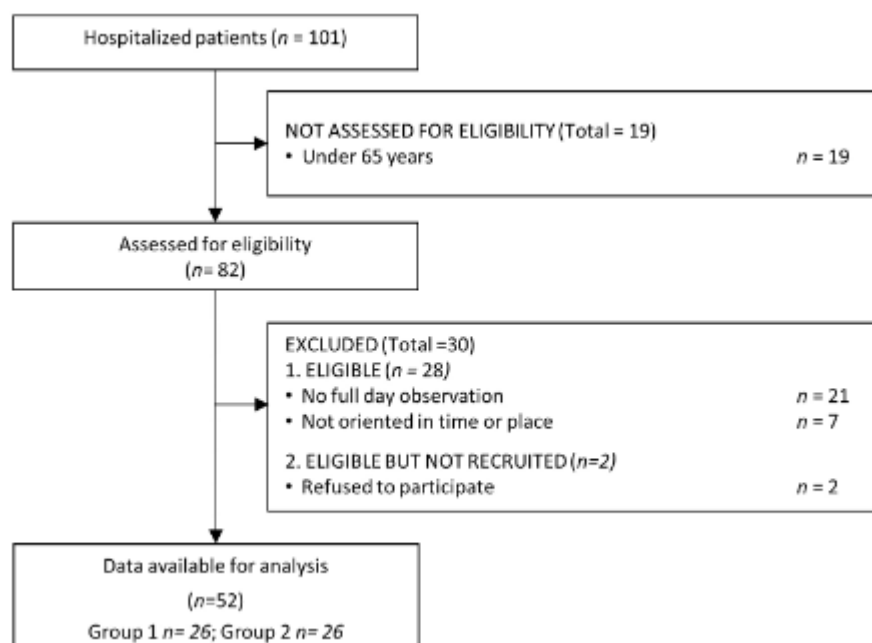 Hospitalized patients (n = 101)
NOT ASSESSED FOR ELIGIBILITY (Total = 19)
• Under 65 years n = 19
Assessed for eligibility
(n= 82)
EXCLUDED (Total =30)
1. ELIGIBLE (n = 28)
• No full day observation n = 21
• Not oriented in time or place n = 7
2. ELIGIBLE BUT NOT RECRUITED (n=2)
• Refused to participate n = 2
Data available for analysis
(n=52)
Group 1 n= 26; Group 2 n= 26